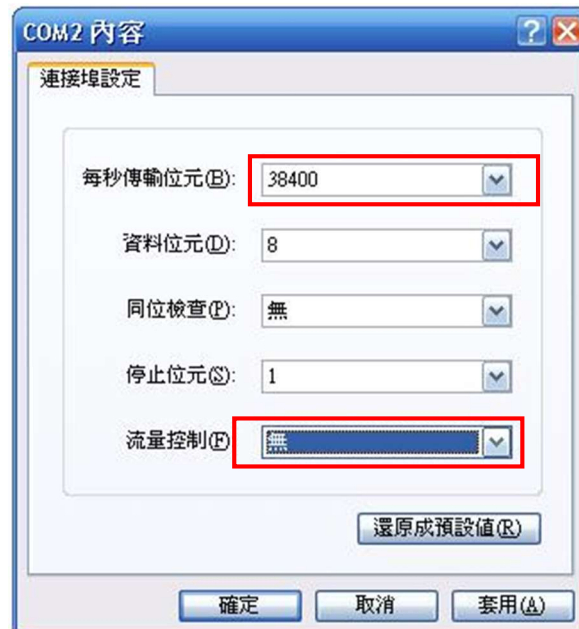 COM2 內容
連接埠設定
每秒傳輸位元(B): 38400
資料位元(D): 8
同位檢查(P): 無
停止位元(S): 1
流量控制(F) 無
還原成預設值(R)
確定 取消 套用(A)